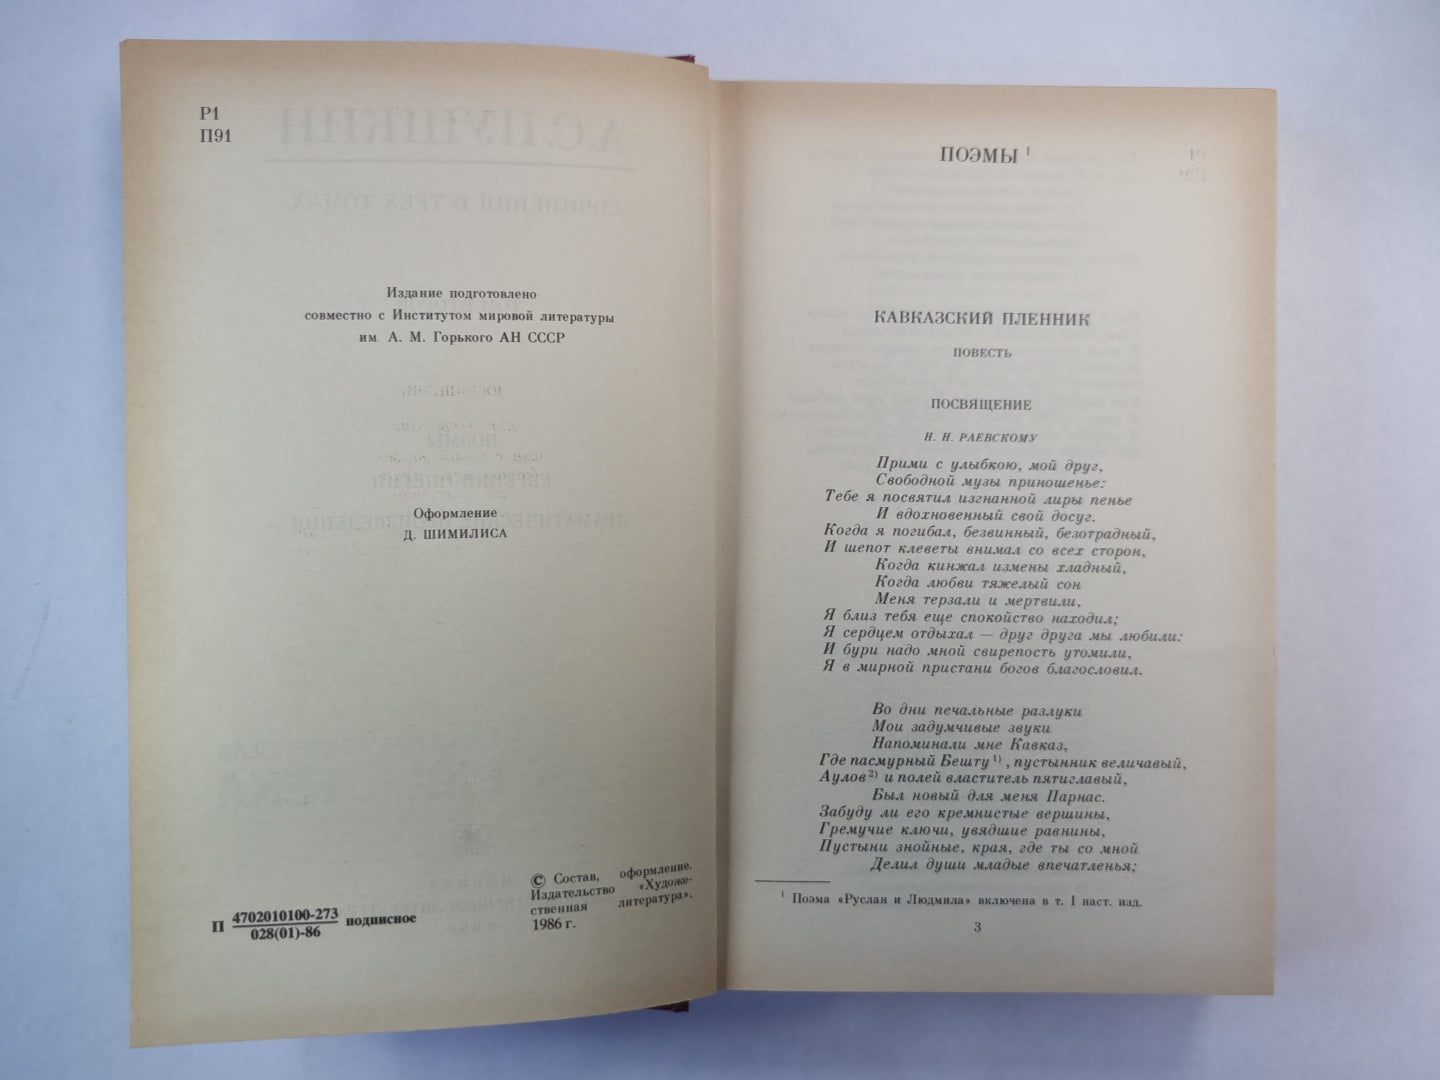 Р1
П91
Издание подготовлено
совместно с Институтом мировой литературы
им. А. М. Горького АН СССР
Оформление
Д. ШИМИЛИСА
П 4702010100-273 подписное
028(01)-86
© Состав, оформление.
Издательство «Художе-
ственная литература».
1986 г.
ПОЭМЫ 1
КАВКАЗСКИЙ ПЛЕННИК
ПОВЕСТЬ
ПОСВЯЩЕНИЕ
Н. Н. РАЕВСКОМУ
Прими с улыбкою, мой друг,
Свободной музы приношенье:
Тебе я посвятил изгнанной лиры пенье
И вдохновенный свой досуг.
Когда я погибал, безвинный, безотрадный,
И шепот клеветы внимал со всех сторон,
Когда кинжал измены хладный,
Когда любви тяжелый сон
Меня терзали и мертвили,
Я близ тебя еще спокойство находил;
Я сердцем отдыхал — друг друга мы любили:
И бури надо мной свирепость утомили,
Я в мирной пристани богов благословил.
Во дни печальные разлуки
Мои задумчивые звуки
Напоминали мне Кавказ,
Где пасмурный Бешту 1), пустынник величавый,
Аулов 2) и полей властитель пятиглавый,
Был новый для меня Парнас.
Забуду ли его кремнистые вершины,
Гремучие ключи, увядшие равнины,
Пустыни знойные, края, где ты со мной
Делил души младые впечатленья;
1 Поэма «Руслан и Людмила» включена в т. I наст. изд.
3